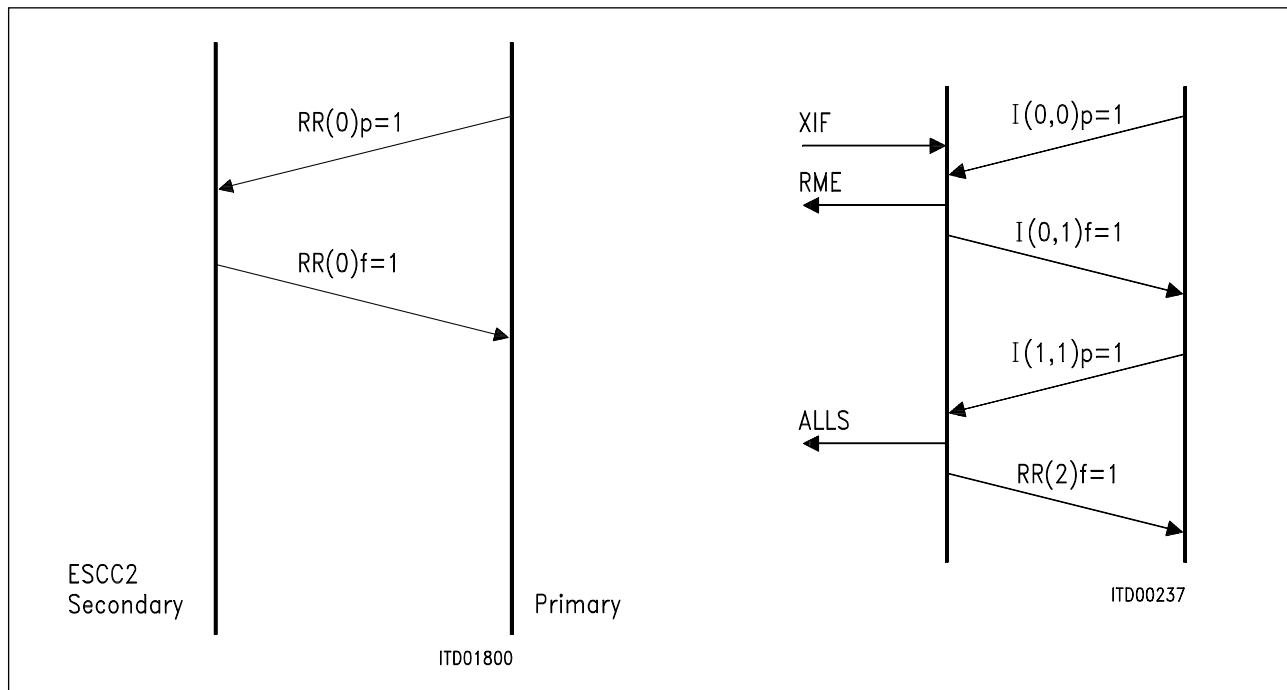 RR(0)p=1
RR(0)f=1
ESCC2
Secondary
Primary
ITD01800
XIF
I(0,0)p=1
RME
I(0,1)f=1
I(1,1)p=1
ALLS
RR(2)f=1
ITD00237